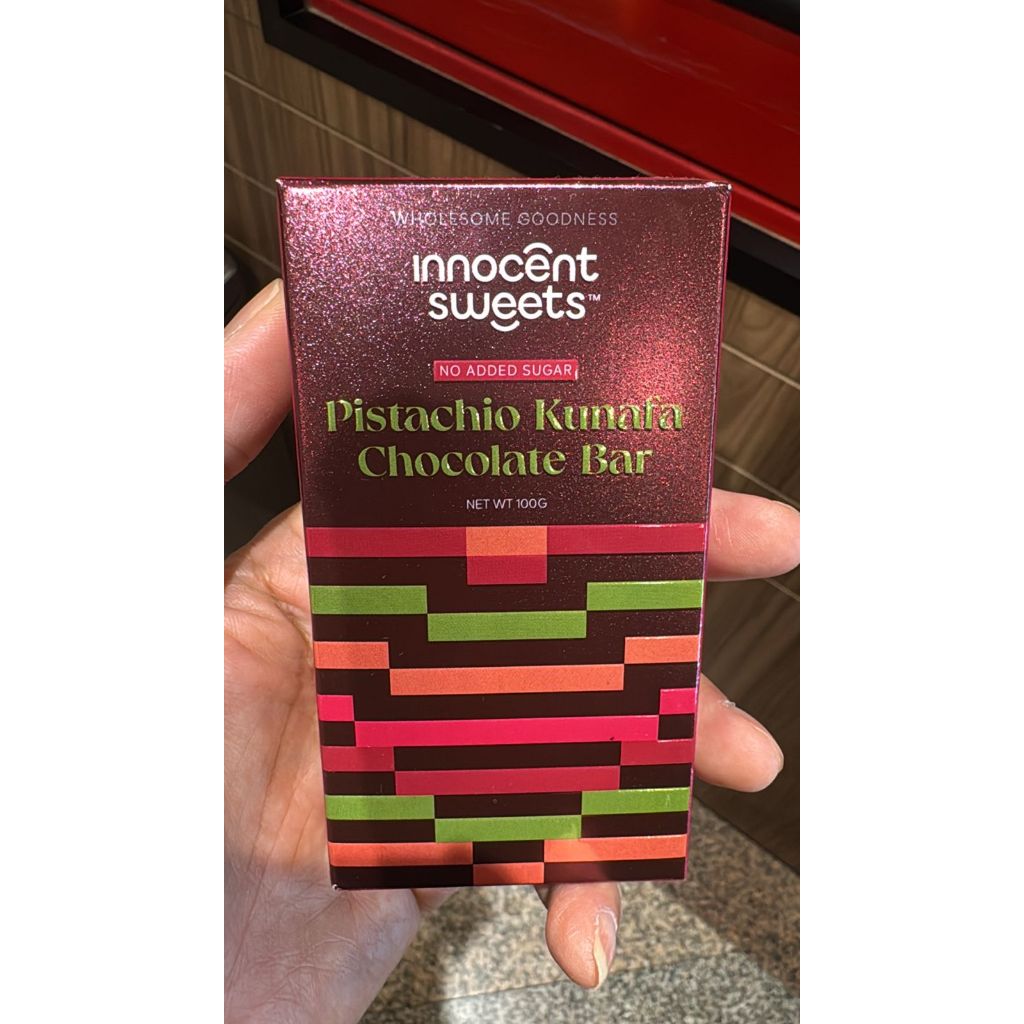 WHOLESOME GOODNESS
innocent
sweets™
NO ADDED SUGAR
Pistachio Kunafa
Chocolate Bar
NET WT 100G